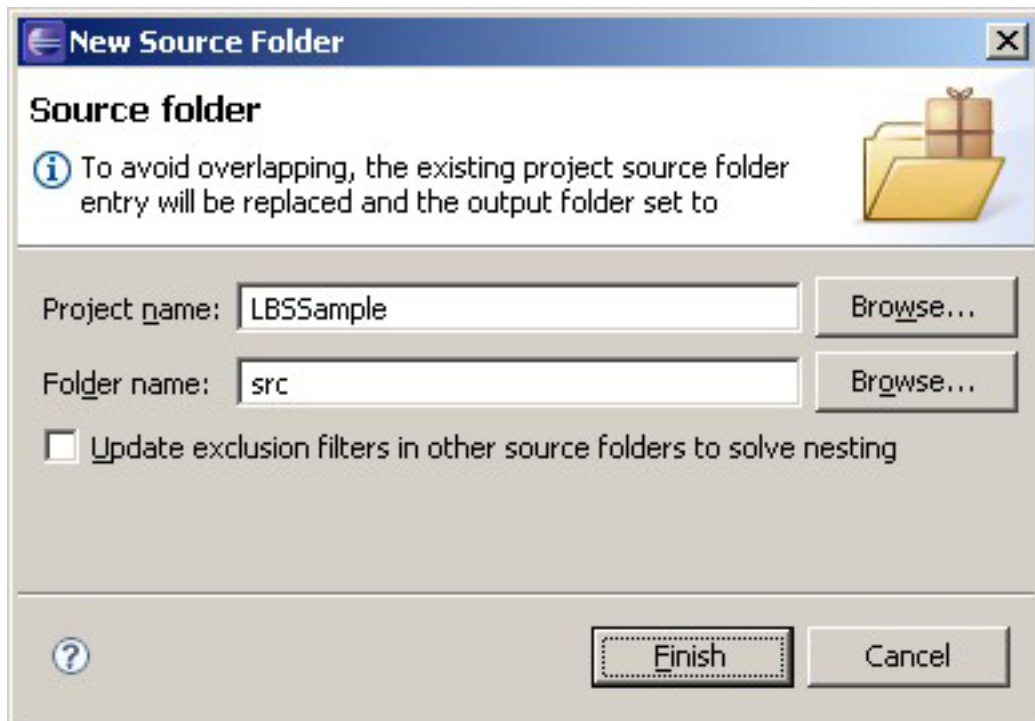 New Source Folder
Source folder
To avoid overlapping, the existing project source folder
entry will be replaced and the output folder set to
Project name: LBSSample Browse...
Folder name: src Browse...
Update exclusion filters in other source folders to solve nesting
Finish Cancel